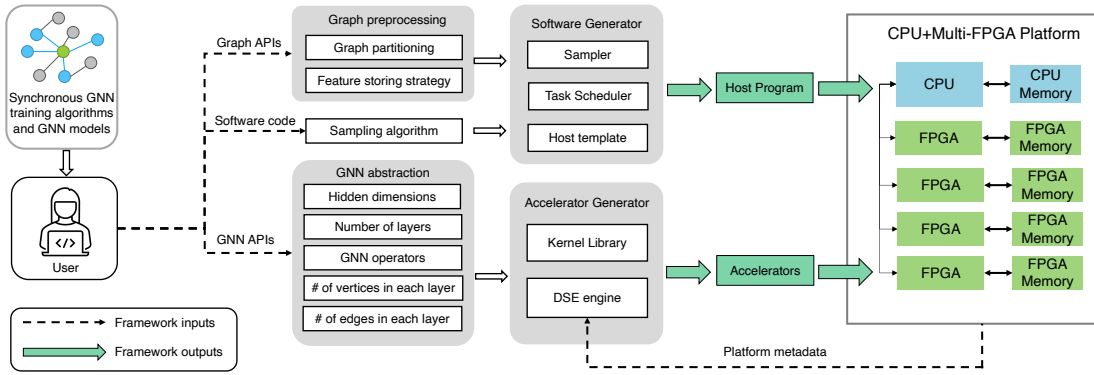 Synchronous GNN
training algorithms
and GNN models
User
Framework inputs
Framework outputs
Graph APIs
Software code
GNN APIs
Graph preprocessing
Graph partitioning
Feature storing strategy
Sampling algorithm
GNN abstraction
Hidden dimensions
Number of layers
GNN operators
# of vertices in each layer
# of edges in each layer
Software Generator
Sampler
Task Scheduler
Host template
Accelerator Generator
Kernel Library
DSE engine
Platform metadata
Host Program
Accelerators
CPU+Multi-FPGA Platform
CPU
CPU
Memory
FPGA
FPGA
Memory
FPGA
FPGA
Memory
FPGA
FPGA
Memory
FPGA
FPGA
Memory